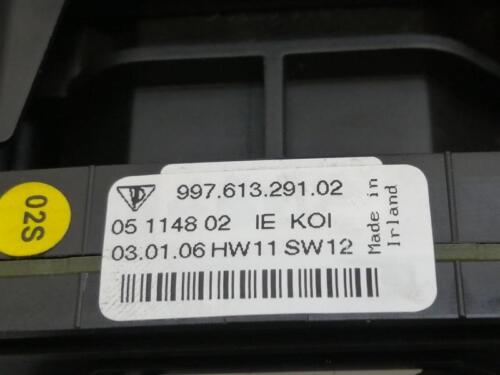 997.613.291.02
05 1148 02 IE KOI
03.01.06 HW11 SW12
Made in
Irland
02S